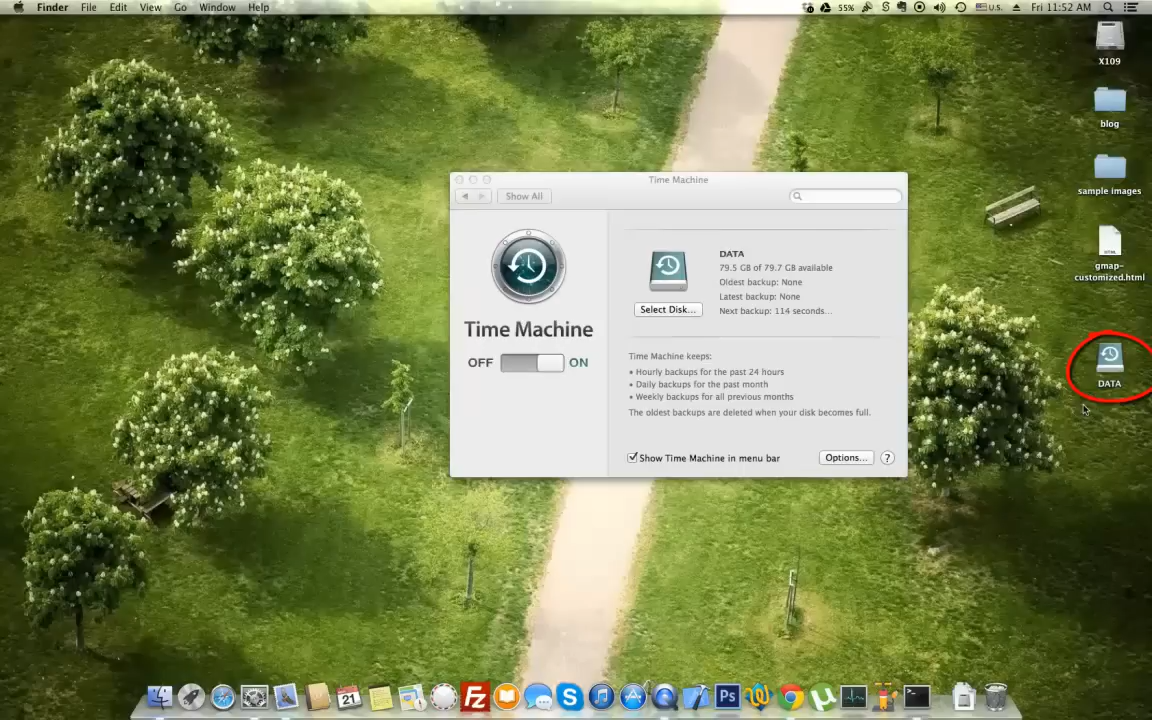 Finder File Edit View Go Window Help
55% U.S. Fri 11:52 AM
X109
blog
sample images
HTML
gmap-
customized.html
DATA
Time Machine
Show All
Time Machine
OFF ON
DATA
79.5 GB of 79.7 GB available
Oldest backup: None
Latest backup: None
Next backup: 114 seconds...
Select Disk...
Time Machine keeps:
• Hourly backups for the past 24 hours
• Daily backups for the past month
• Weekly backups for all previous months
The oldest backups are deleted when your disk becomes full.
Show Time Machine in menu bar
Options... ?
21 Fz S Ps